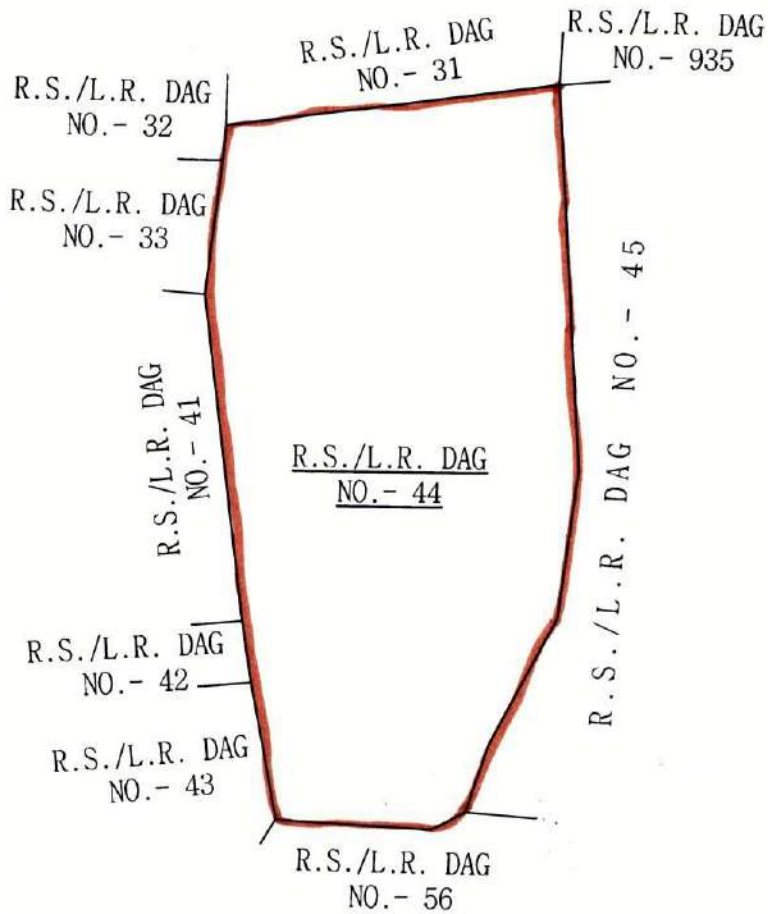 R.S./L.R. DAG
NO.- 31
R.S./L.R. DAG
NO.- 935
R.S./L.R. DAG
NO.- 32
R.S./L.R. DAG
NO.- 33
R.S./L.R. DAG
NO.- 41
R.S./L.R. DAG
NO.- 44
R.S./L.R. DAG NO.- 45
R.S./L.R. DAG
NO.- 42
R.S./L.R. DAG
NO.- 43
R.S./L.R. DAG
NO.- 56